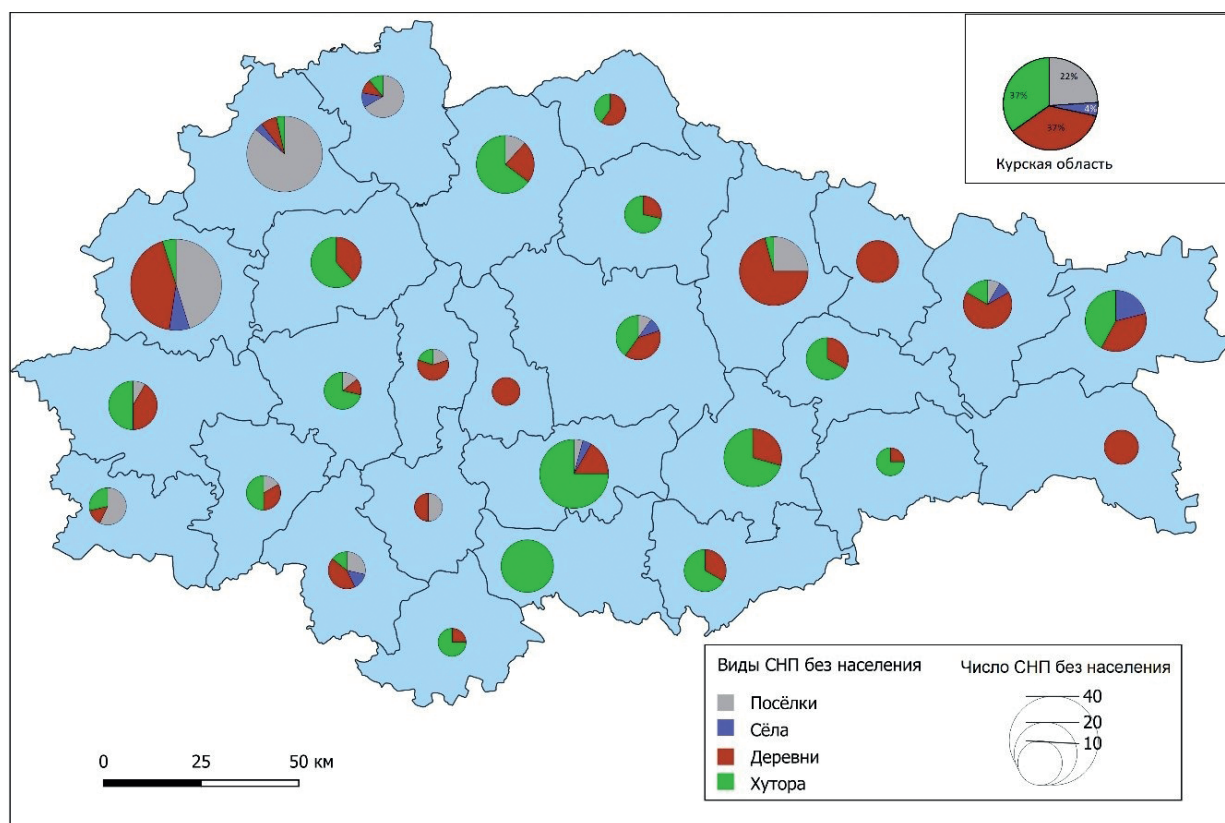 22%
37%
4%
37%
Курская область
Виды СНП без населения
Посёлки
Сёла
Деревни
Хутора
Число СНП без населения
40
20
10
0 25 50 км